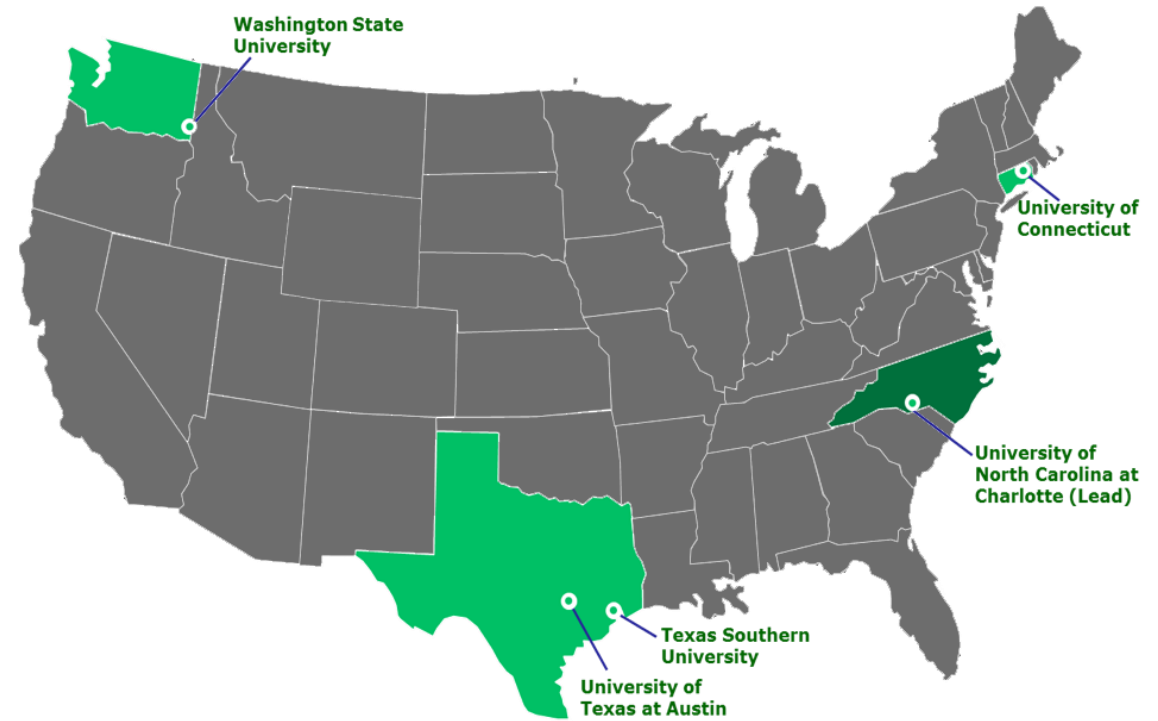 Washington State
University
University of
Connecticut
University of
North Carolina at
Charlotte (Lead)
Texas Southern
University
University of
Texas at Austin